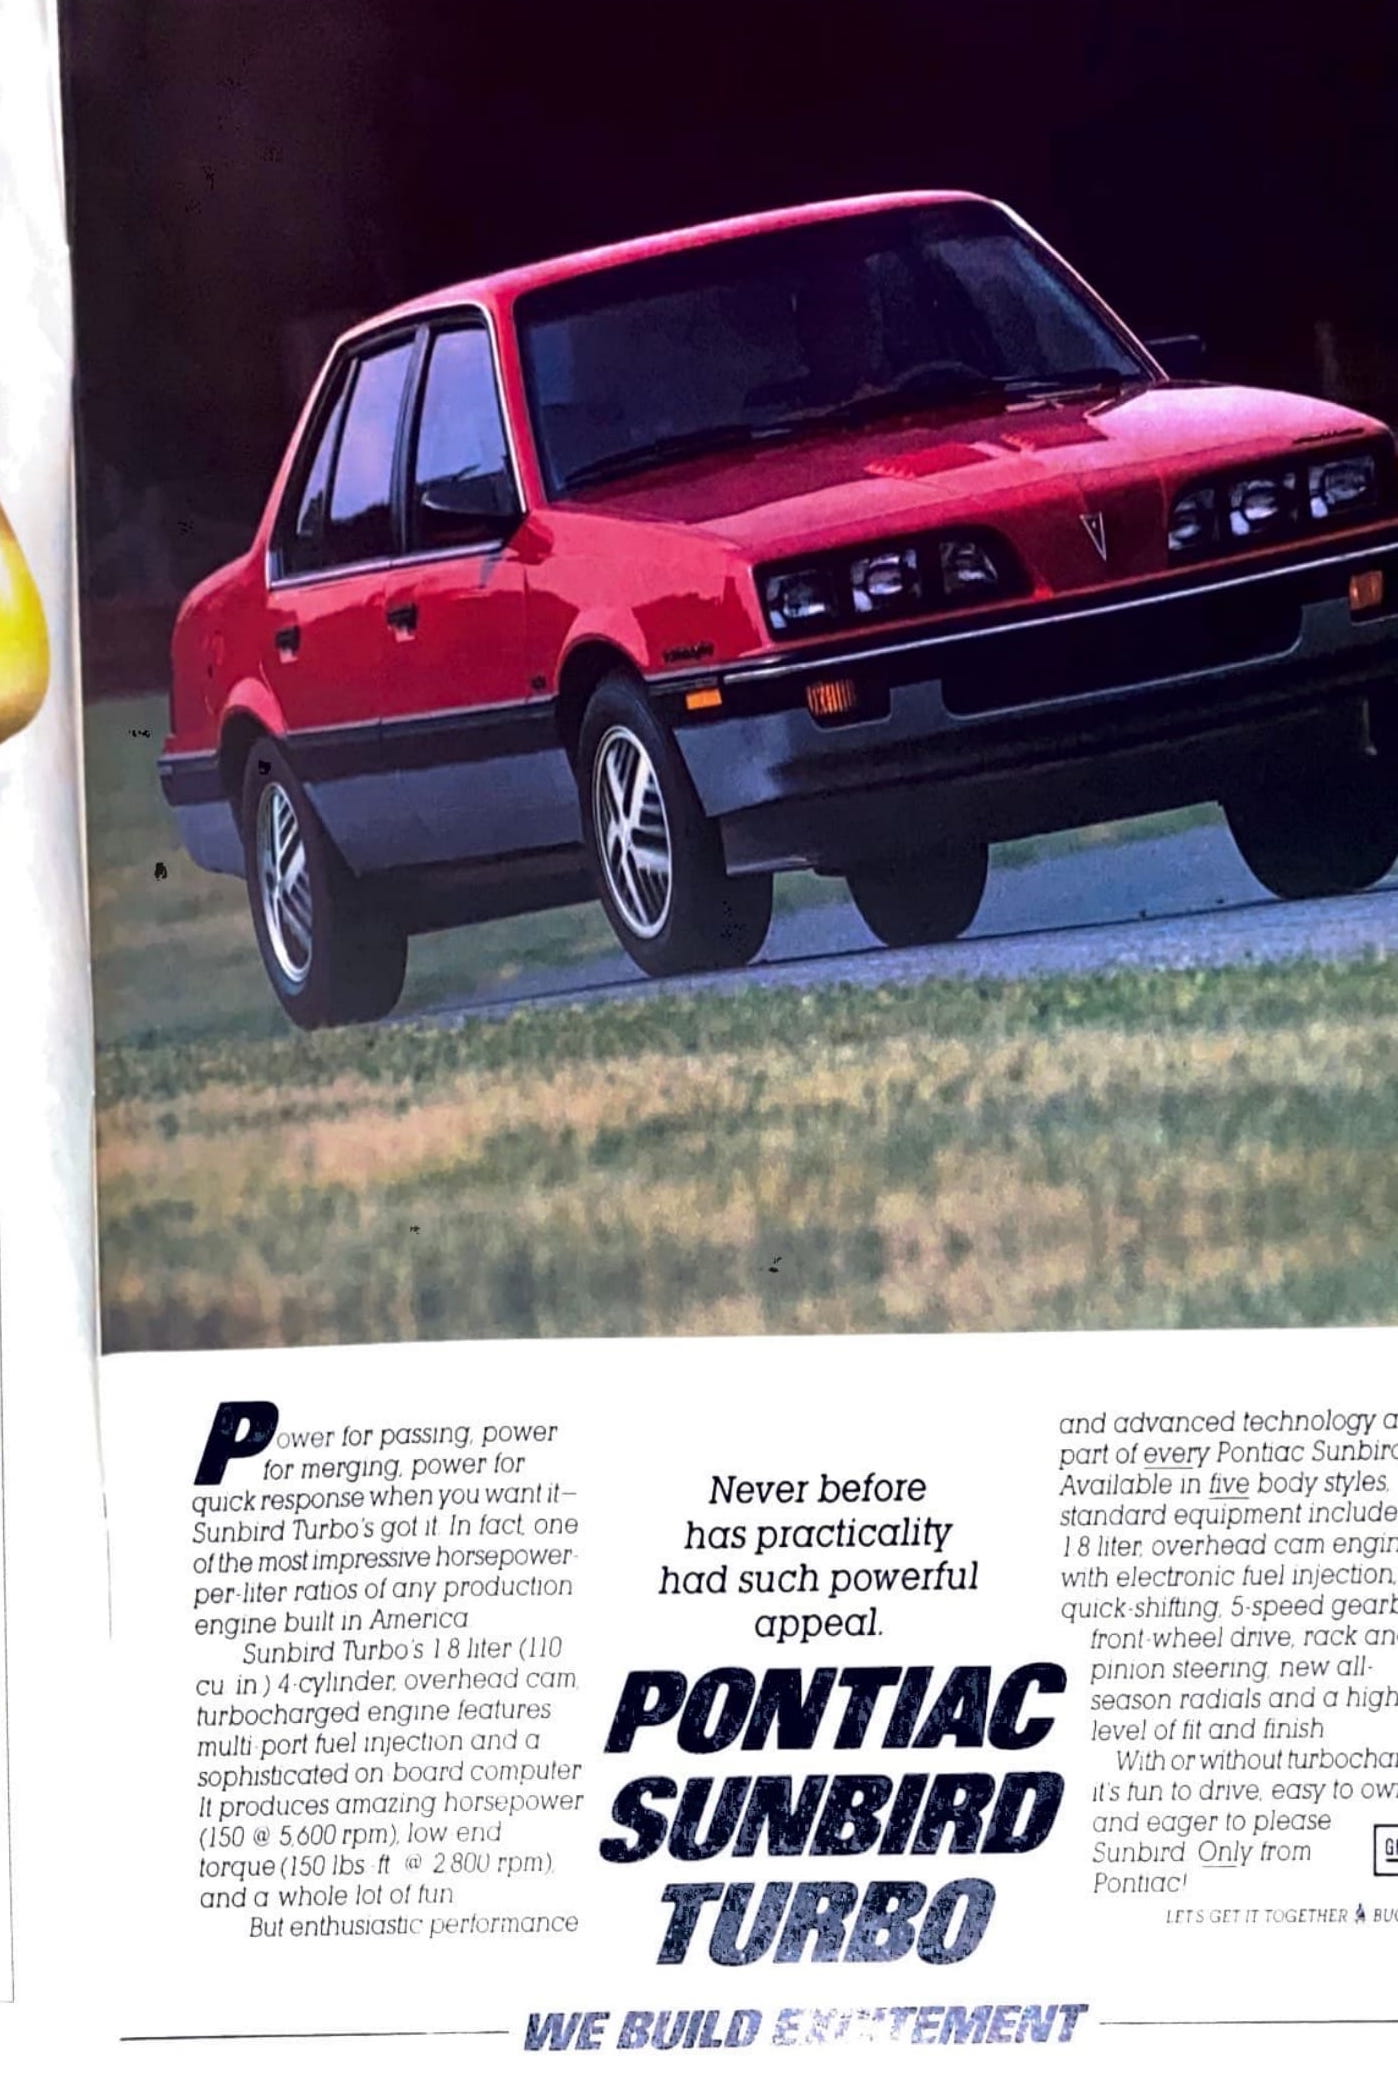 Power for passing, power
for merging, power for
quick response when you want it—
Sunbird Turbo's got it. In fact, one
of the most impressive horsepower-
per-liter ratios of any production
engine built in America
Sunbird Turbo's 1.8 liter (110
cu. in.) 4-cylinder, overhead cam,
turbocharged engine features
multi-port fuel injection and a
sophisticated on-board computer
It produces amazing horsepower
(150 @ 5,600 rpm), low end
torque (150 lbs.-ft. @ 2,800 rpm),
and a whole lot of fun
But enthusiastic performance
Never before
has practicality
had such powerful
appeal.
PONTIAC
SUNBIRD
TURBO
and advanced technology
part of every Pontiac
Available in five body styles,
standard equipment
1.8 liter, overhead cam
with electronic fuel injection,
quick-shifting, 5-speed
front-wheel drive, rack
pinion steering, new all-
season radials and a high
level of fit and finish
With or without
it's fun to drive, easy to
and eager to please
Sunbird Only from
Pontiac!
LET'S GET IT TOGETHER
WE BUILD EXCITEMENT